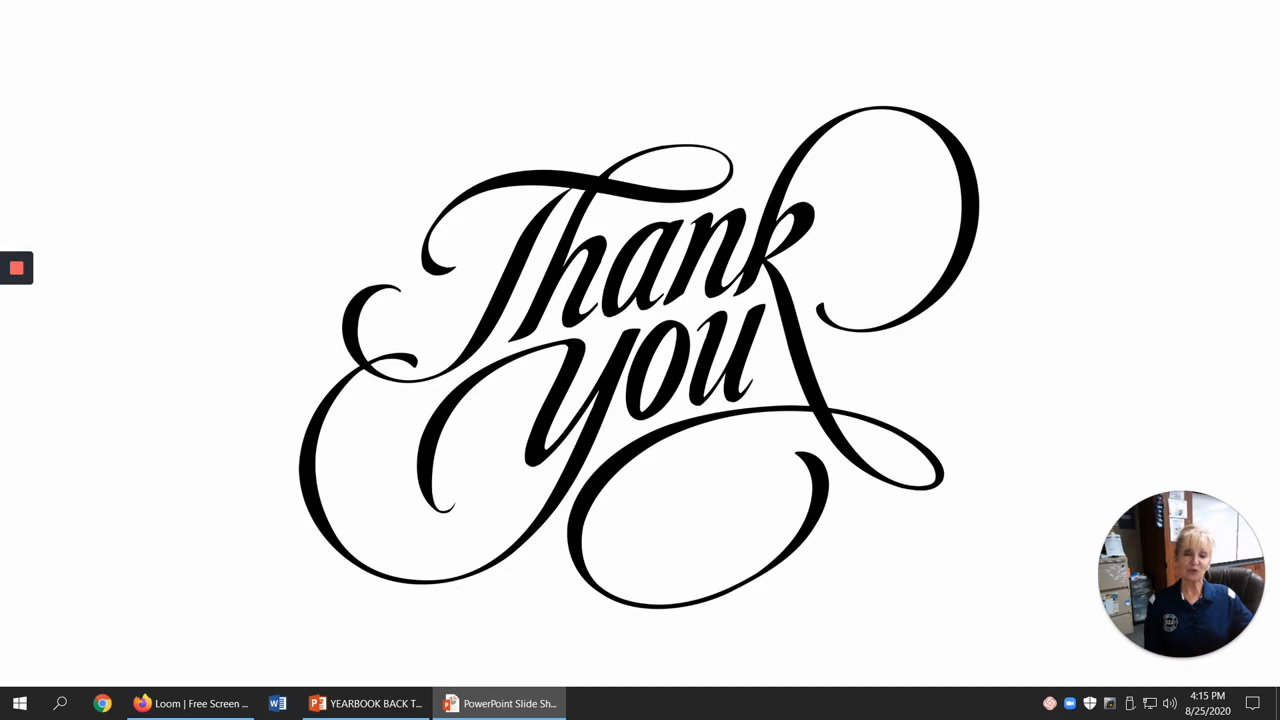 Thank
you
Loom | Free Screen ...
YEARBOOK BACK T...
PowerPoint Slide Sh...
4:15 PM
8/25/2020